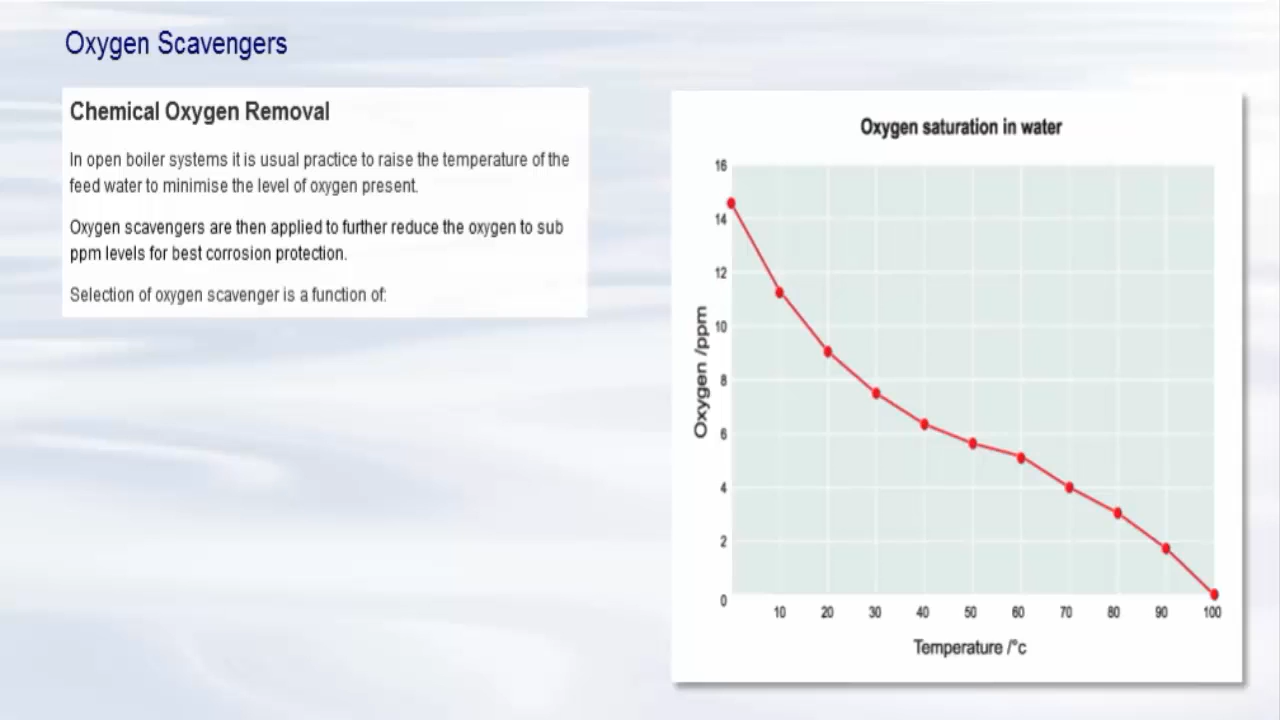 Oxygen Scavengers
Chemical Oxygen Removal
In open boiler systems it is usual practice to raise the temperature of the
feed water to minimise the level of oxygen present.
Oxygen scavengers are then applied to further reduce the oxygen to sub
ppm levels for best corrosion protection.
Selection of oxygen scavenger is a function of:
Oxygen saturation in water
16
14
12
10
8
6
4
2
0
Oxygen /ppm
10 20 30 40 50 60 70 80 90 100
Temperature /°c